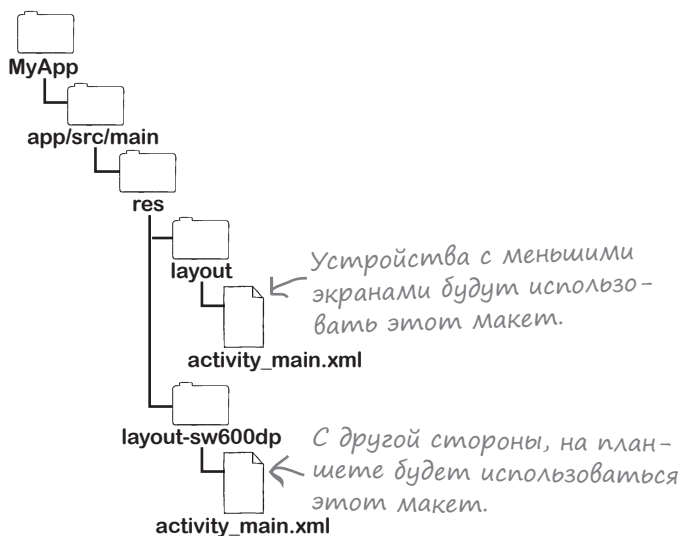 MyApp
app/src/main
res
layout
Устройства с меньшими
экранами будут использо-
вать этот макет.
activity_main.xml
layout-sw600dp
С другой стороны, на план-
шете будет использоваться
этот макет.
activity_main.xml